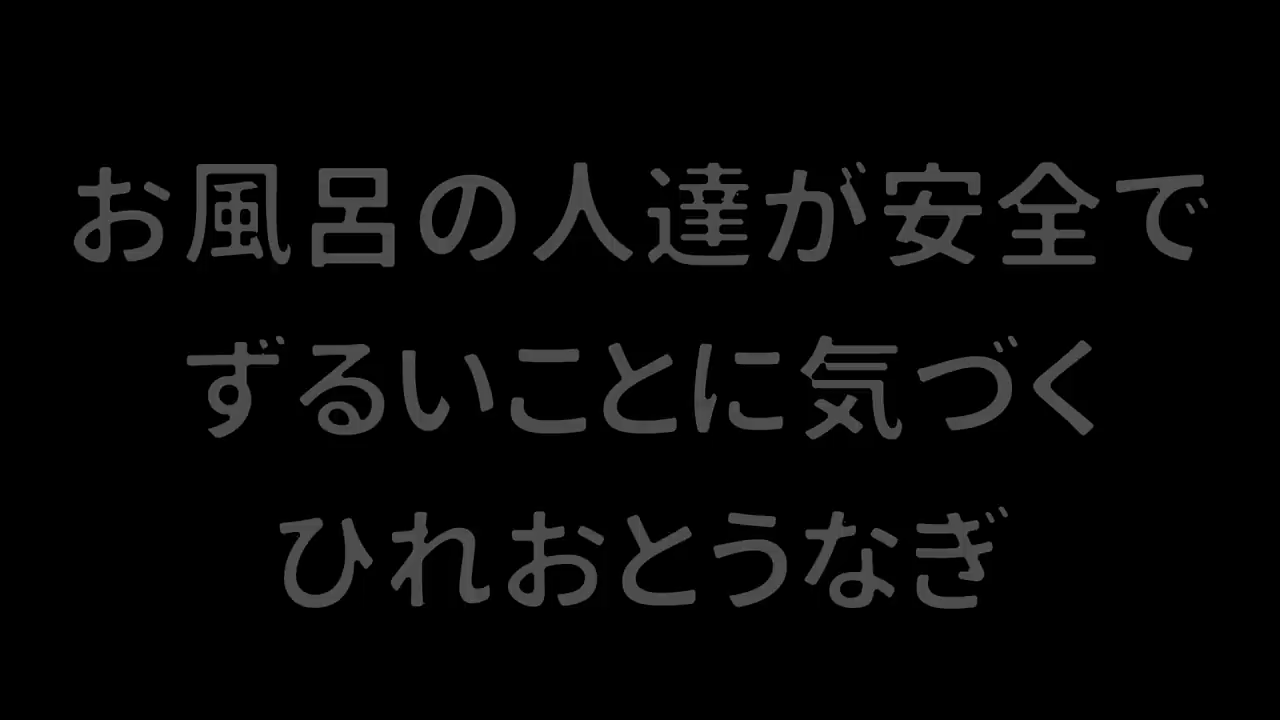 お風呂の人達が安全で
ずるいことに気づく
ひれおとうなぎ